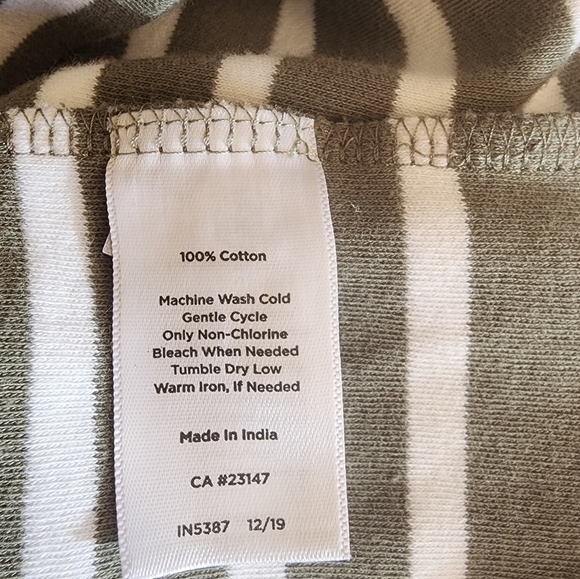 100% Cotton
Machine Wash Cold
Gentle Cycle
Only Non-Chlorine
Bleach When Needed
Tumble Dry Low
Warm Iron, If Needed
Made In India
CA #23147
IN5387 12/19